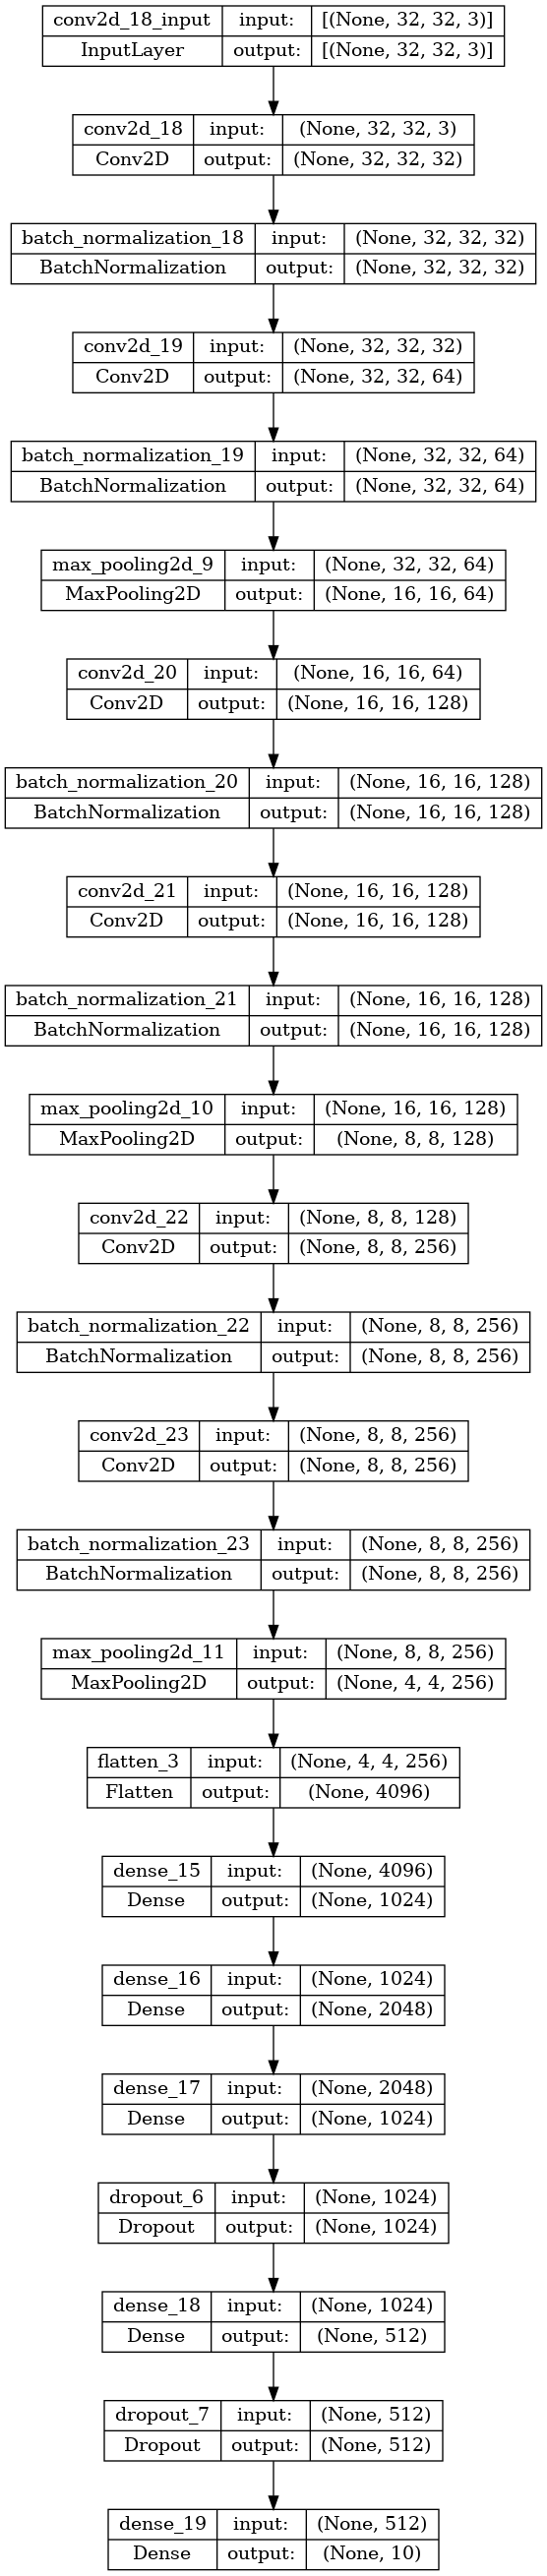 conv2d_18_input input: [(None, 32, 32, 3)]
InputLayer output: [(None, 32, 32, 3)]
conv2d_18 input: (None, 32, 32, 3)
Conv2D output: (None, 32, 32, 32)
batch_normalization_18 input: (None, 32, 32, 32)
BatchNormalization output: (None, 32, 32, 32)
conv2d_19 input: (None, 32, 32, 32)
Conv2D output: (None, 32, 32, 64)
batch_normalization_19 input: (None, 32, 32, 64)
BatchNormalization output: (None, 32, 32, 64)
max_pooling2d_9 input: (None, 32, 32, 64)
MaxPooling2D output: (None, 16, 16, 64)
conv2d_20 input: (None, 16, 16, 64)
Conv2D output: (None, 16, 16, 128)
batch_normalization_20 input: (None, 16, 16, 128)
BatchNormalization output: (None, 16, 16, 128)
conv2d_21 input: (None, 16, 16, 128)
Conv2D output: (None, 16, 16, 128)
batch_normalization_21 input: (None, 16, 16, 128)
BatchNormalization output: (None, 16, 16, 128)
max_pooling2d_10 input: (None, 16, 16, 128)
MaxPooling2D output: (None, 8, 8, 128)
conv2d_22 input: (None, 8, 8, 128)
Conv2D output: (None, 8, 8, 256)
batch_normalization_22 input: (None, 8, 8, 256)
BatchNormalization output: (None, 8, 8, 256)
conv2d_23 input: (None, 8, 8, 256)
Conv2D output: (None, 8, 8, 256)
batch_normalization_23 input: (None, 8, 8, 256)
BatchNormalization output: (None, 8, 8, 256)
max_pooling2d_11 input: (None, 8, 8, 256)
MaxPooling2D output: (None, 4, 4, 256)
flatten_3 input: (None, 4, 4, 256)
Flatten output: (None, 4096)
dense_15 input: (None, 4096)
Dense output: (None, 1024)
dense_16 input: (None, 1024)
Dense output: (None, 2048)
dense_17 input: (None, 2048)
Dense output: (None, 1024)
dropout_6 input: (None, 1024)
Dropout output: (None, 1024)
dense_18 input: (None, 1024)
Dense output: (None, 512)
dropout_7 input: (None, 512)
Dropout output: (None, 512)
dense_19 input: (None, 512)
Dense output: (None, 10)